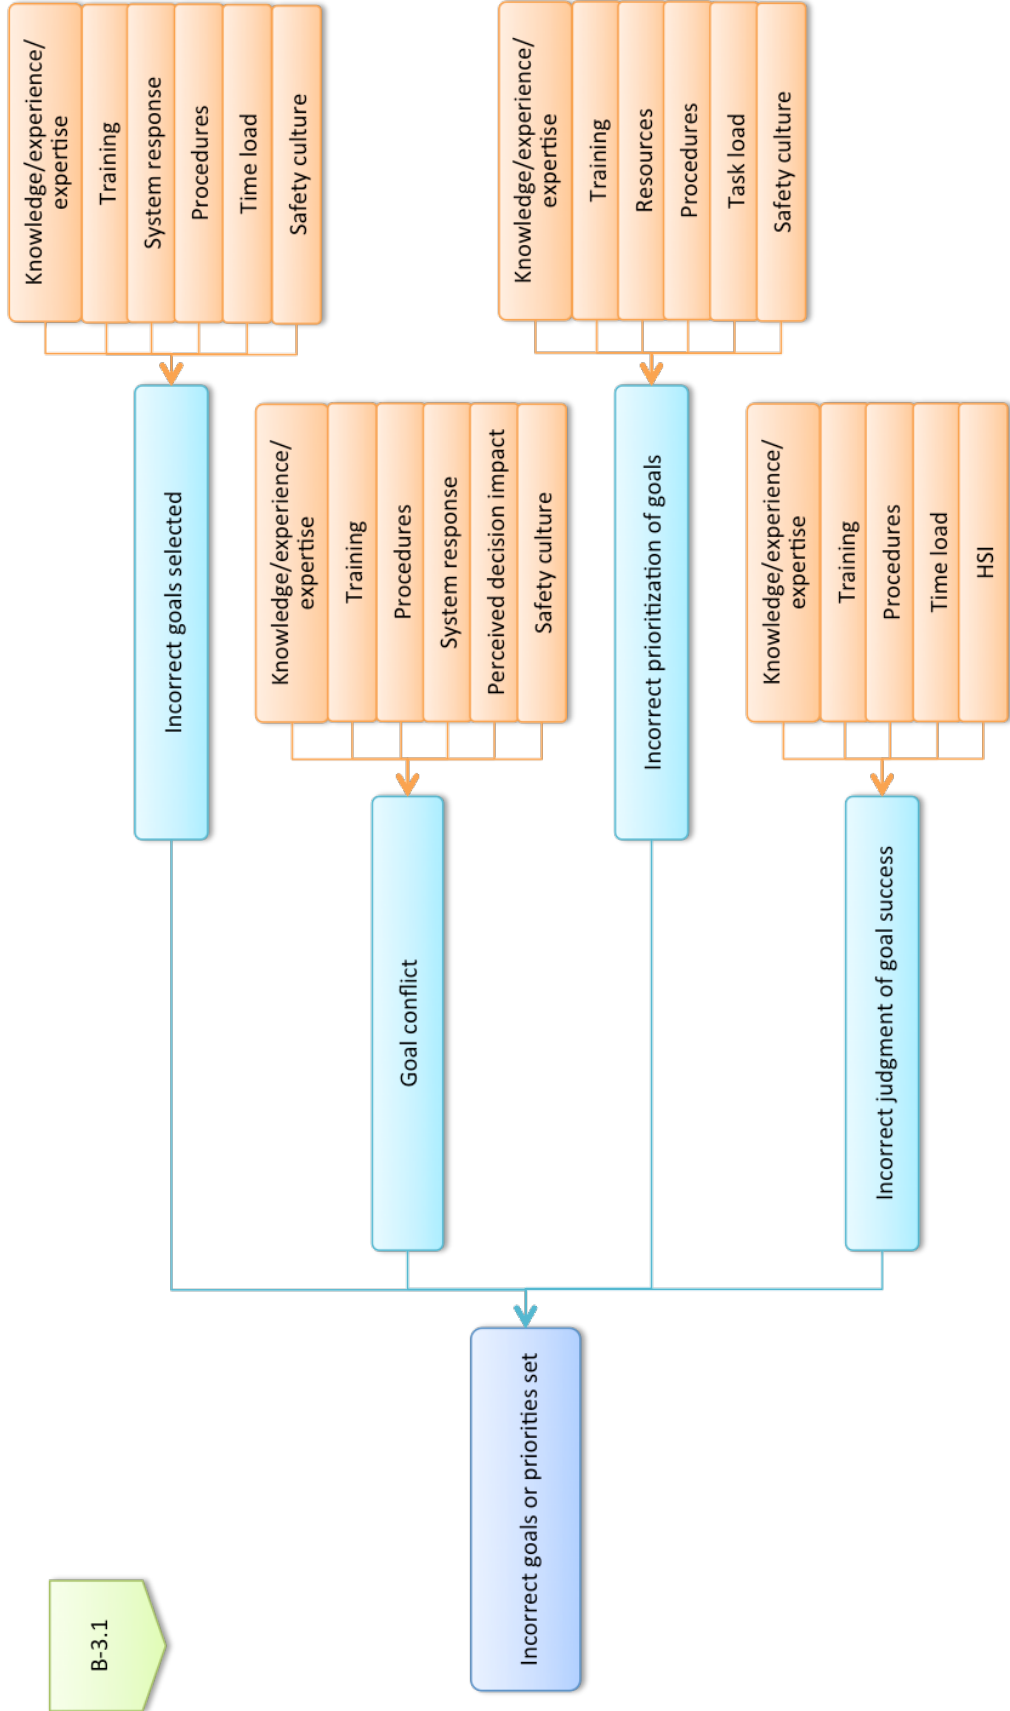 B-3.1
Incorrect goals or priorities set
Incorrect goals selected
Knowledge/experience/
expertise
Training
System response
Procedures
Time load
Safety culture
Goal conflict
Knowledge/experience/
expertise
Training
Procedures
System response
Perceived decision impact
Safety culture
Incorrect prioritization of goals
Knowledge/experience/
expertise
Training
Resources
Procedures
Task load
Safety culture
Incorrect judgment of goal success
Knowledge/experience/
expertise
Training
Procedures
Time load
HSI